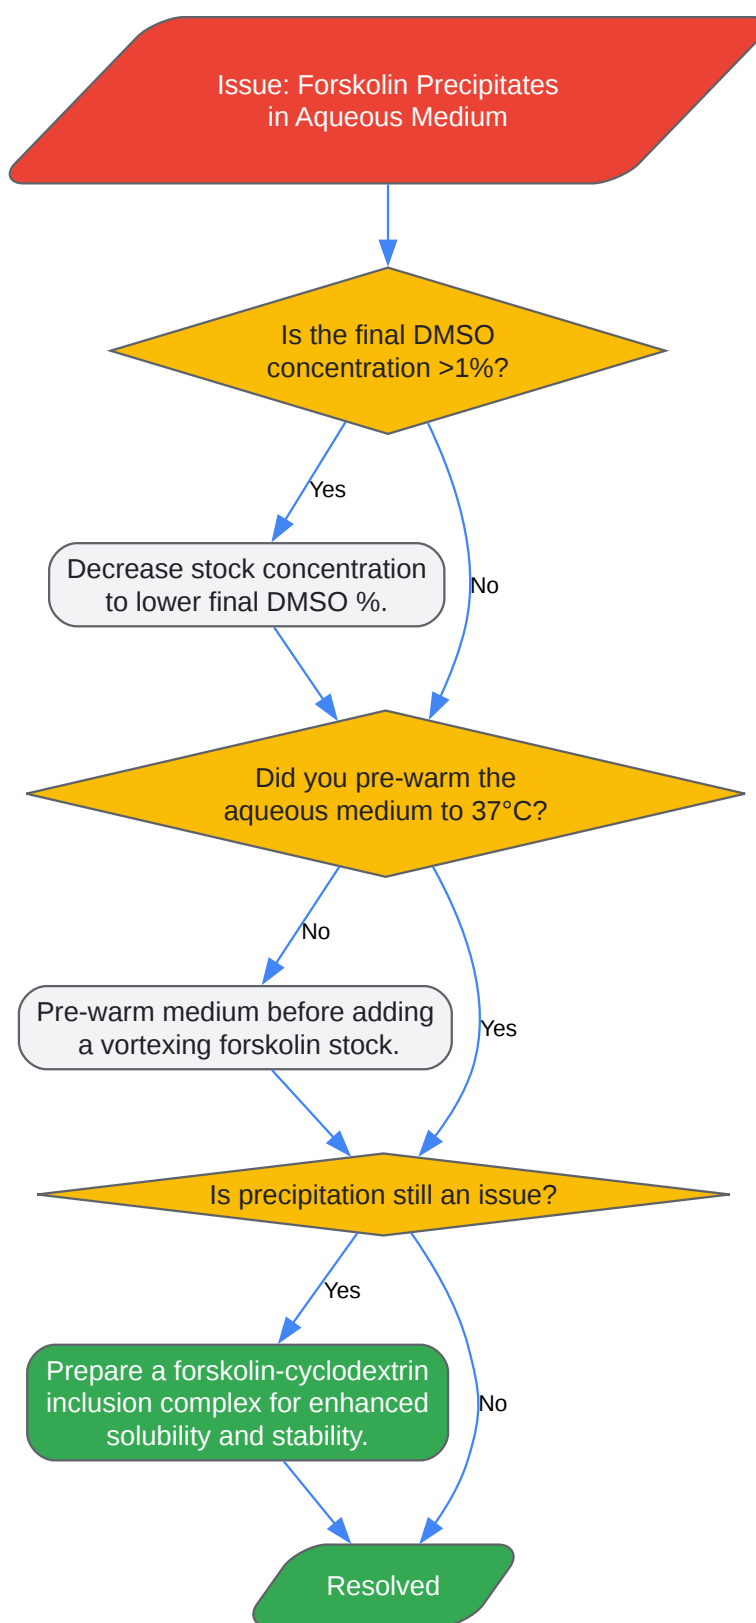 Issue: Forskolin Precipitates
in Aqueous Medium
Is the final DMSO
concentration >1%?
Yes
No
Decrease stock concentration
to lower final DMSO %.
Did you pre-warm the
aqueous medium to 37°C?
No
Yes
Pre-warm medium before adding
a vortexing forskolin stock.
Is precipitation still an issue?
Yes
No
Prepare a forskolin-cyclodextrin
inclusion complex for enhanced
solubility and stability.
Resolved